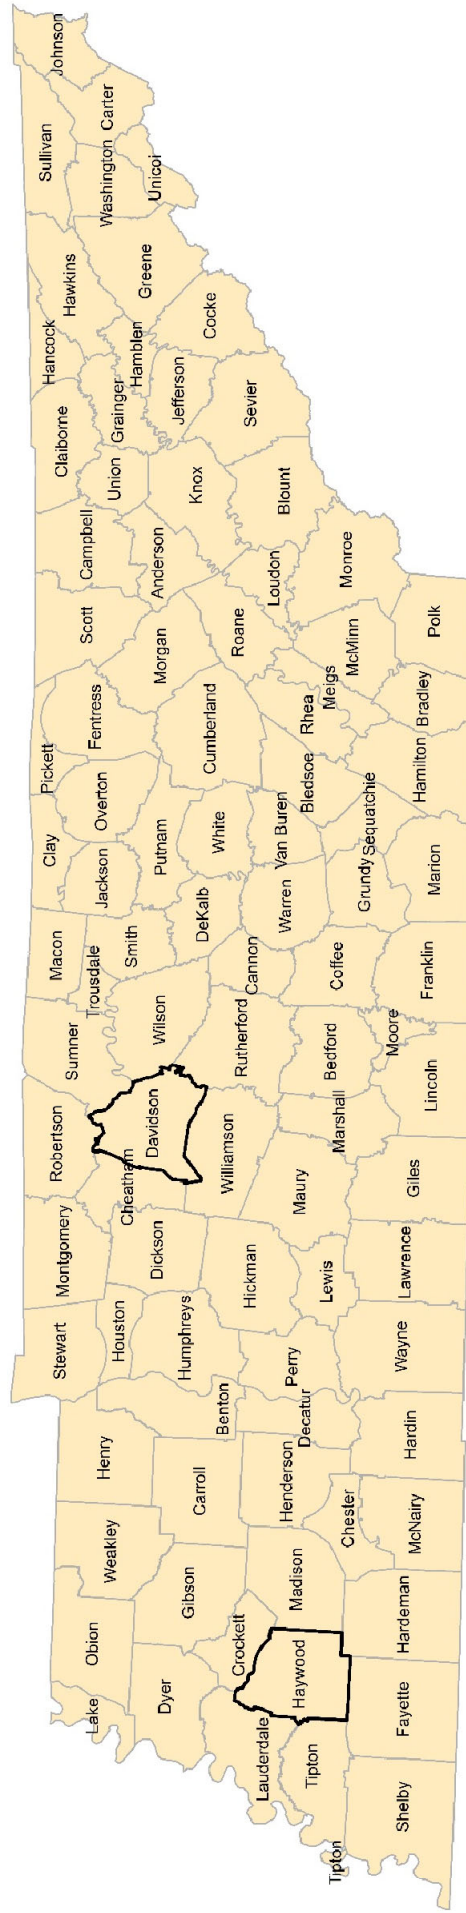 Johnson
Sullivan
Carter
Washington
Unicoi
Hawkins
Greene
Hancock
Hamblen
Cocke
Claiborne
Grainger
Jefferson
Sevier
Union
Knox
Campbell
Blount
Anderson
Loudon
Monroe
Scott
Morgan
Roane
McMinn
Polk
Meigs
Fentress
Cumberland
Rhea
Bradley
Pickett
Overton
Bledsoe
Hamilton
Clay
Putnam
White
Van Buren
Sequatchie
Jackson
Grundy
Marion
DeKalb
Warren
Macon
Smith
Trousdale
Cannon
Coffee
Franklin
Sumner
Wilson
Rutherford
Bedford
Moore
Lincoln
Robertson
Davidson
Marshall
Williamson
Cheatham
Maury
Giles
Montgomery
Dickson
Hickman
Lewis
Lawrence
Stewart
Houston
Humphreys
Perry
Wayne
Benton
Decatur
Henry
Hardin
Carroll
Henderson
Chester
McNairy
Weakley
Gibson
Madison
Hardeman
Obion
Crockett
Haywood
Lake
Dyer
Fayette
Lauderdale
Tipton
Shelby
Tipton